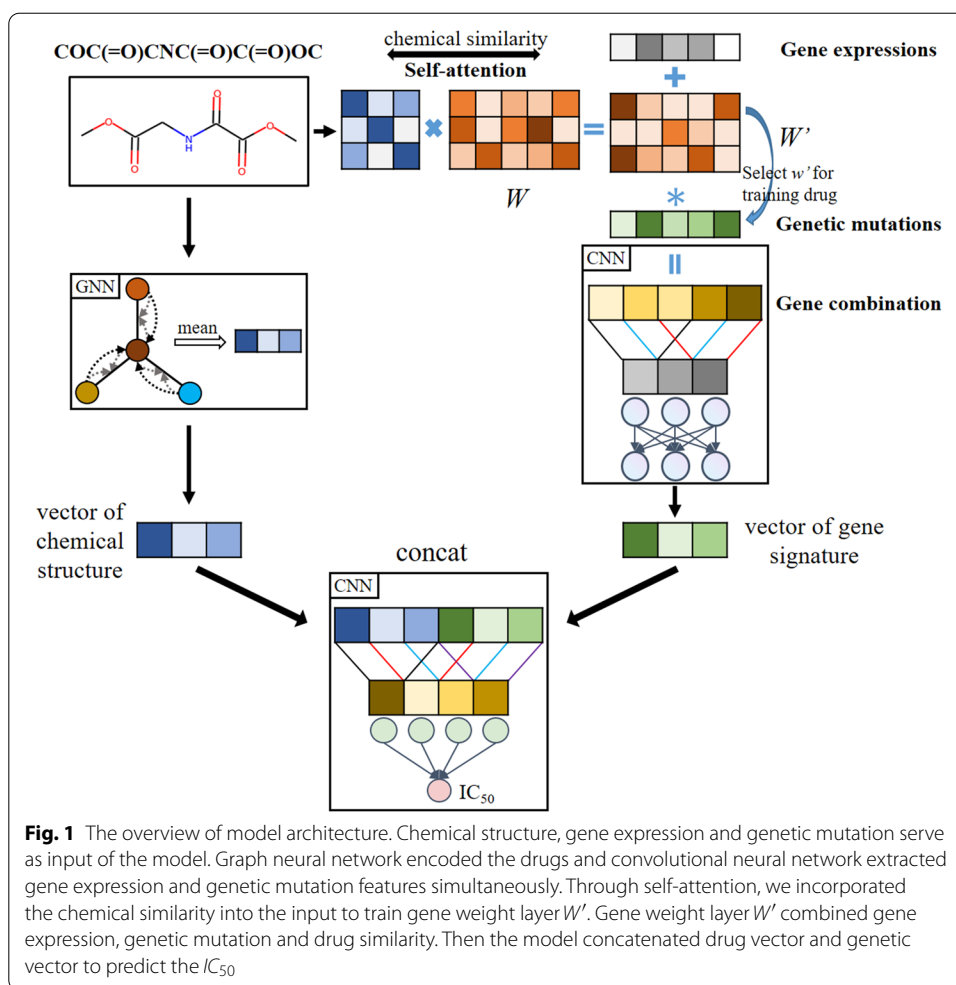 COC(=O)CNC(=O)C(=O)OC
chemical similarity
Self-attention
Gene expressions
O
O
NH
O
O
O
W
W'
Select w' for
training drug
Genetic mutations
CNN
Gene combination
GNN
mean
vector of
chemical
structure
vector of gene
signature
concat
CNN
IC50
Fig. 1 The overview of model architecture. Chemical structure, gene expression and genetic mutation serve
as input of the model. Graph neural network encoded the drugs and convolutional neural network extracted
gene expression and genetic mutation features simultaneously. Through self-attention, we incorporated
the chemical similarity into the input to train gene weight layer W′. Gene weight layer W′ combined gene
expression, genetic mutation and drug similarity. Then the model concatenated drug vector and genetic
vector to predict the IC50